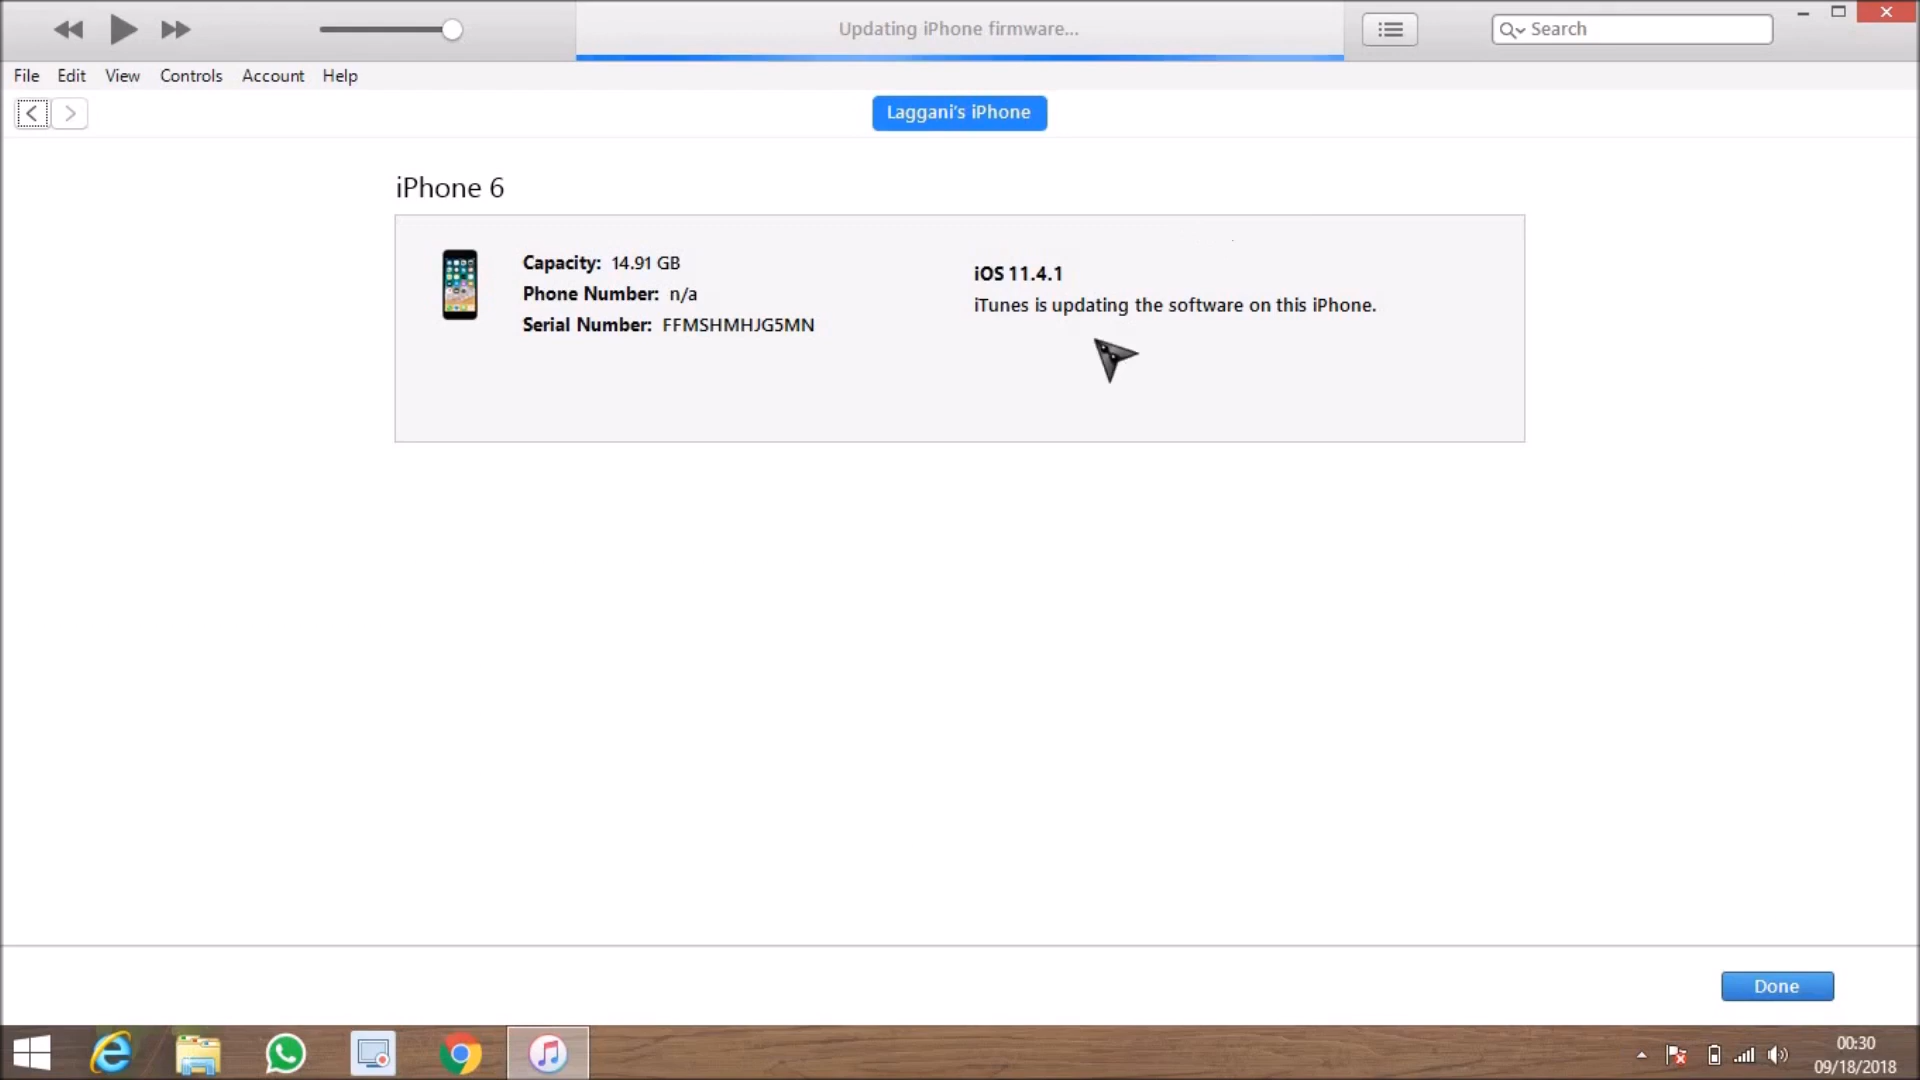 Updating iPhone firmware...
Search
File Edit View Controls Account Help
Laggani's iPhone
iPhone 6
Capacity: 14.91 GB
Phone Number: n/a
Serial Number: FFMSHMHJG5MN
iOS 11.4.1
iTunes is updating the software on this iPhone.
Done
00:30
09/18/2018